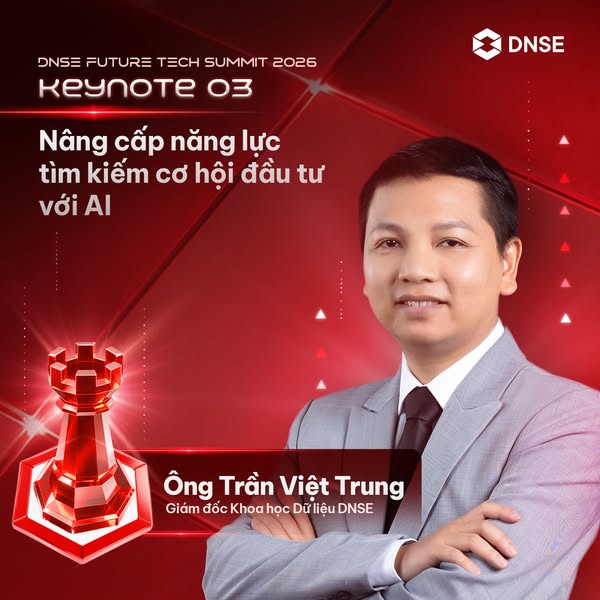 DNSE
DNSE FUTURE TECH SUMMIT 2026
KEYNOTE 03
Nâng cấp năng lực
tìm kiếm cơ hội đầu tư
với AI
Ông Trần Việt Trung
Giám đốc Khoa học Dữ liệu DNSE